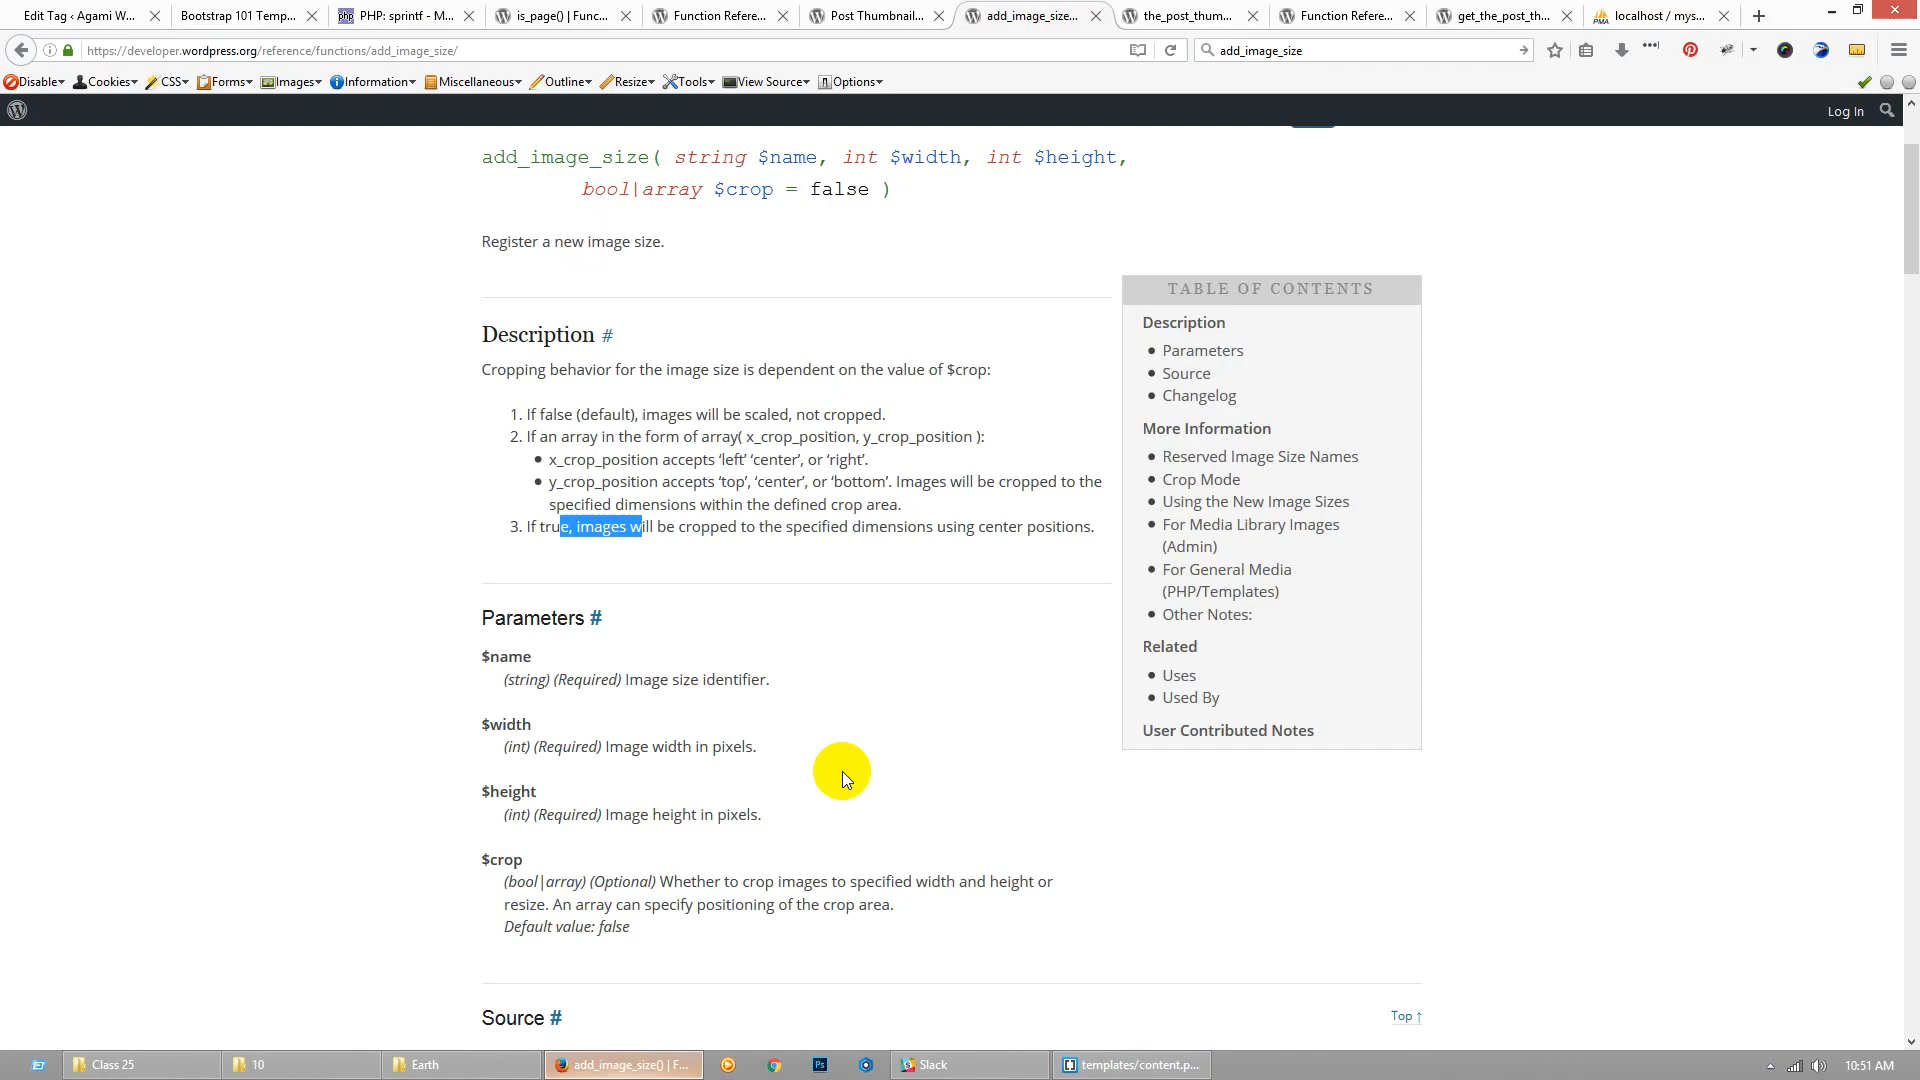 Edit Tag ‹ Agami W...
Bootstrap 101 Temp...
php PHP: sprintf - M...
is_page() | Func...
Function Refere...
Post Thumbnail...
add_image_size...
the_post_thum...
Function Refere...
get_the_post_th...
PMA localhost / mys...
https://developer.wordpress.org/reference/functions/add_image_size/
add_image_size
Disable
Cookies
CSS
Forms
Images
Information
Miscellaneous
Outline
Resize
Tools
View Source
Options
Log In
add_image_size( string $name, int $width, int $height,
bool|array $crop = false )
Register a new image size.
TABLE OF CONTENTS
Description
Parameters
Source
Changelog
More Information
Reserved Image Size Names
Crop Mode
Using the New Image Sizes
For Media Library Images
(Admin)
For General Media
(PHP/Templates)
Other Notes:
Related
Uses
Used By
User Contributed Notes
Description #
Cropping behavior for the image size is dependent on the value of $crop:
1. If false (default), images will be scaled, not cropped.
2. If an array in the form of array( x_crop_position, y_crop_position ):
x_crop_position accepts ‘left’ ‘center’, or ‘right’.
y_crop_position accepts ‘top’, ‘center’, or ‘bottom’. Images will be cropped to the
specified dimensions within the defined crop area.
3. If true, images will be cropped to the specified dimensions using center positions.
Parameters #
$name
(string) (Required) Image size identifier.
$width
(int) (Required) Image width in pixels.
$height
(int) (Required) Image height in pixels.
$crop
(bool|array) (Optional) Whether to crop images to specified width and height or
resize. An array can specify positioning of the crop area.
Default value: false
Source #
Top ↑
Class 25
10
Earth
add_image_size() | F...
Ps
Slack
templates/content.p...
10:51 AM